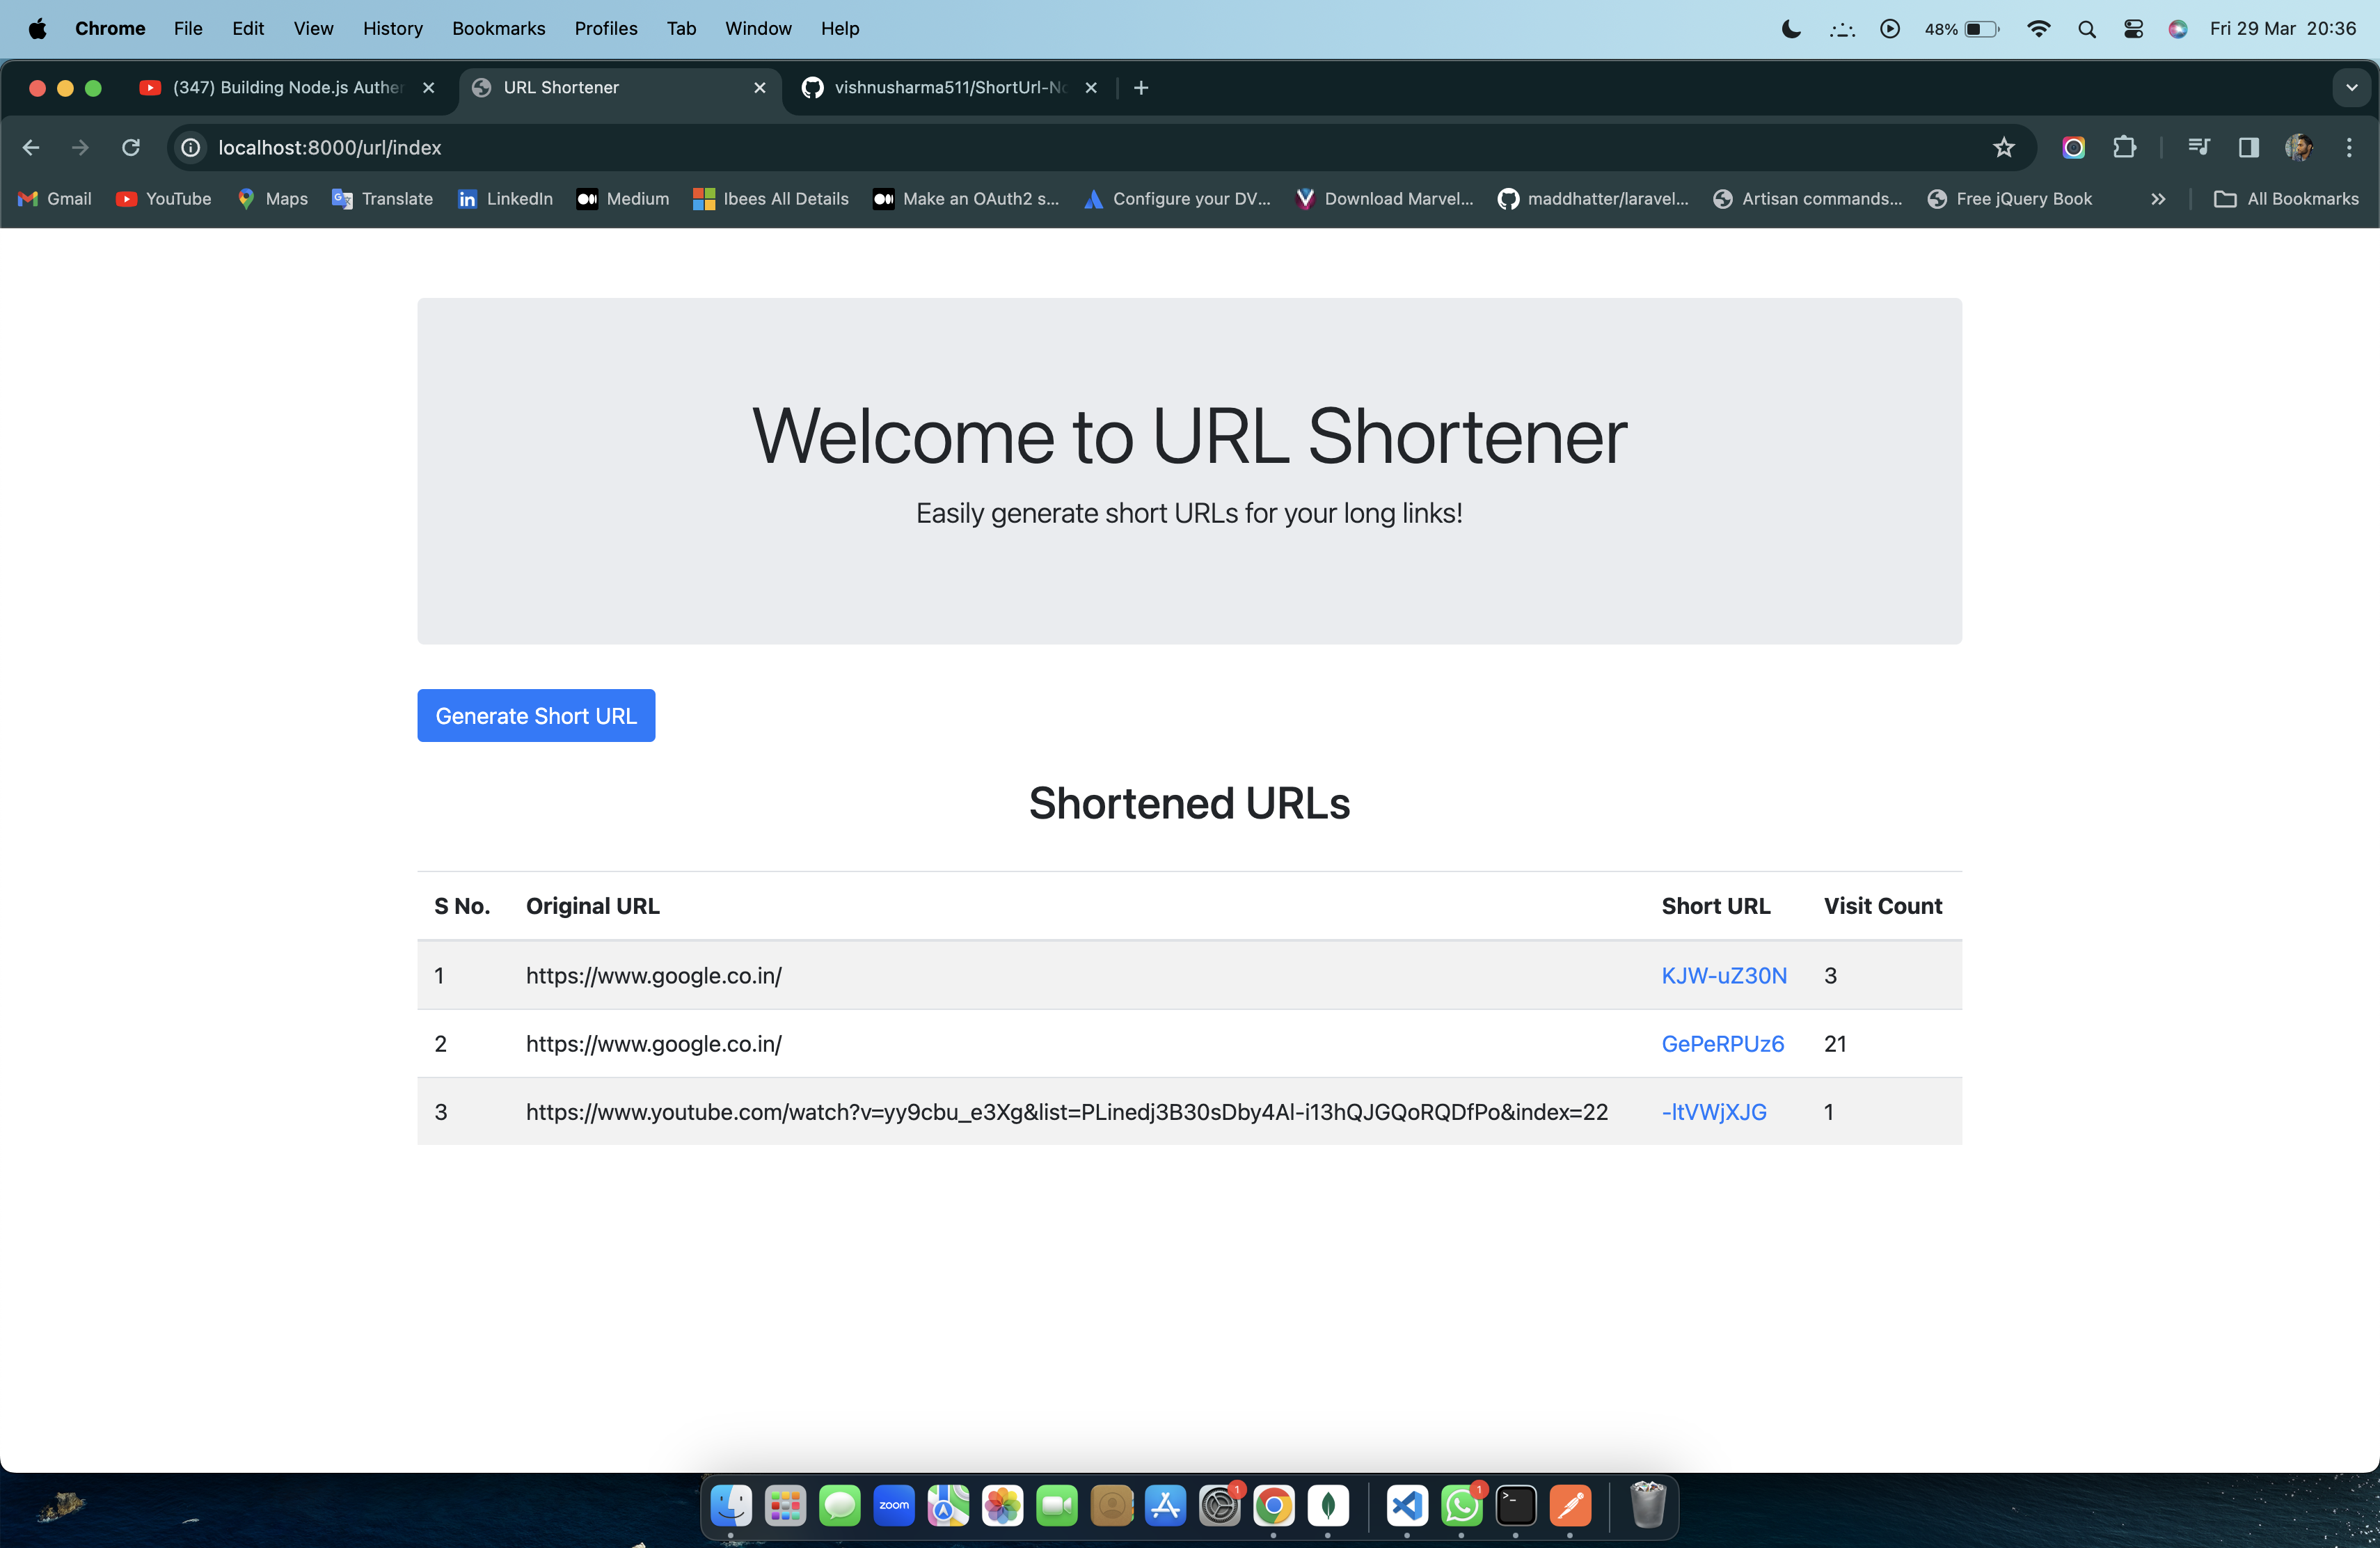 Chrome File Edit View History Bookmarks Profiles Tab Window Help 48% Fri 29 Mar 20:36
(347) Building Node.js Auther URL Shortener vishnusharma511/ShortUrl-No
localhost:8000/url/index
Gmail YouTube Maps Translate LinkedIn Medium Ibees All Details Make an OAuth2 s... Configure your DV... Download Marvel... maddhatter/laravel... Artisan commands... Free jQuery Book All Bookmarks
Welcome to URL Shortener
Easily generate short URLs for your long links!
Generate Short URL
Shortened URLs
S No. Original URL Short URL Visit Count
1 https://www.google.co.in/ KJW-uZ30N 3
2 https://www.google.co.in/ GePeRPUz6 21
3 https://www.youtube.com/watch?v=yy9cbu_e3Xg&list=PLinedj3B30sDby4Al-i13hQJGQoRQDfPo&index=22 -ltVWjXJG 1
zoom 1 1